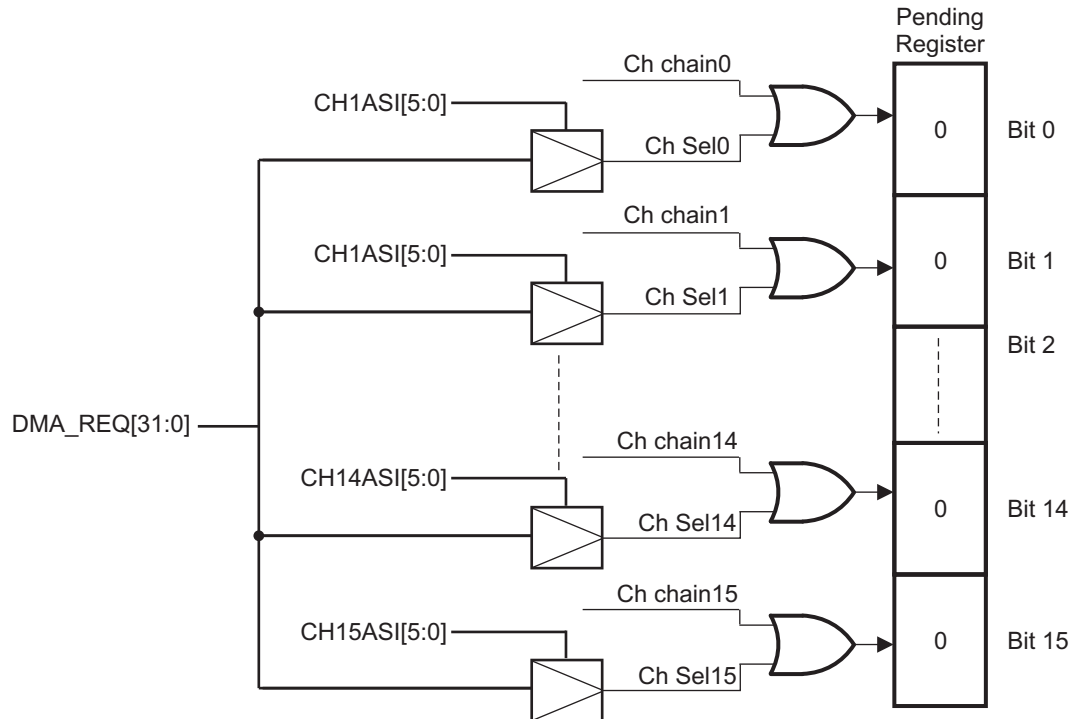 Pending
Register
Ch chain0
CH1ASI[5:0]
0
Bit 0
Ch Sel0
Ch chain1
CH1ASI[5:0]
0
Bit 1
Ch Sel1
Bit 2
DMA_REQ[31:0]
Ch chain14
CH14ASI[5:0]
0
Bit 14
Ch Sel14
Ch chain15
CH15ASI[5:0]
0
Bit 15
Ch Sel15